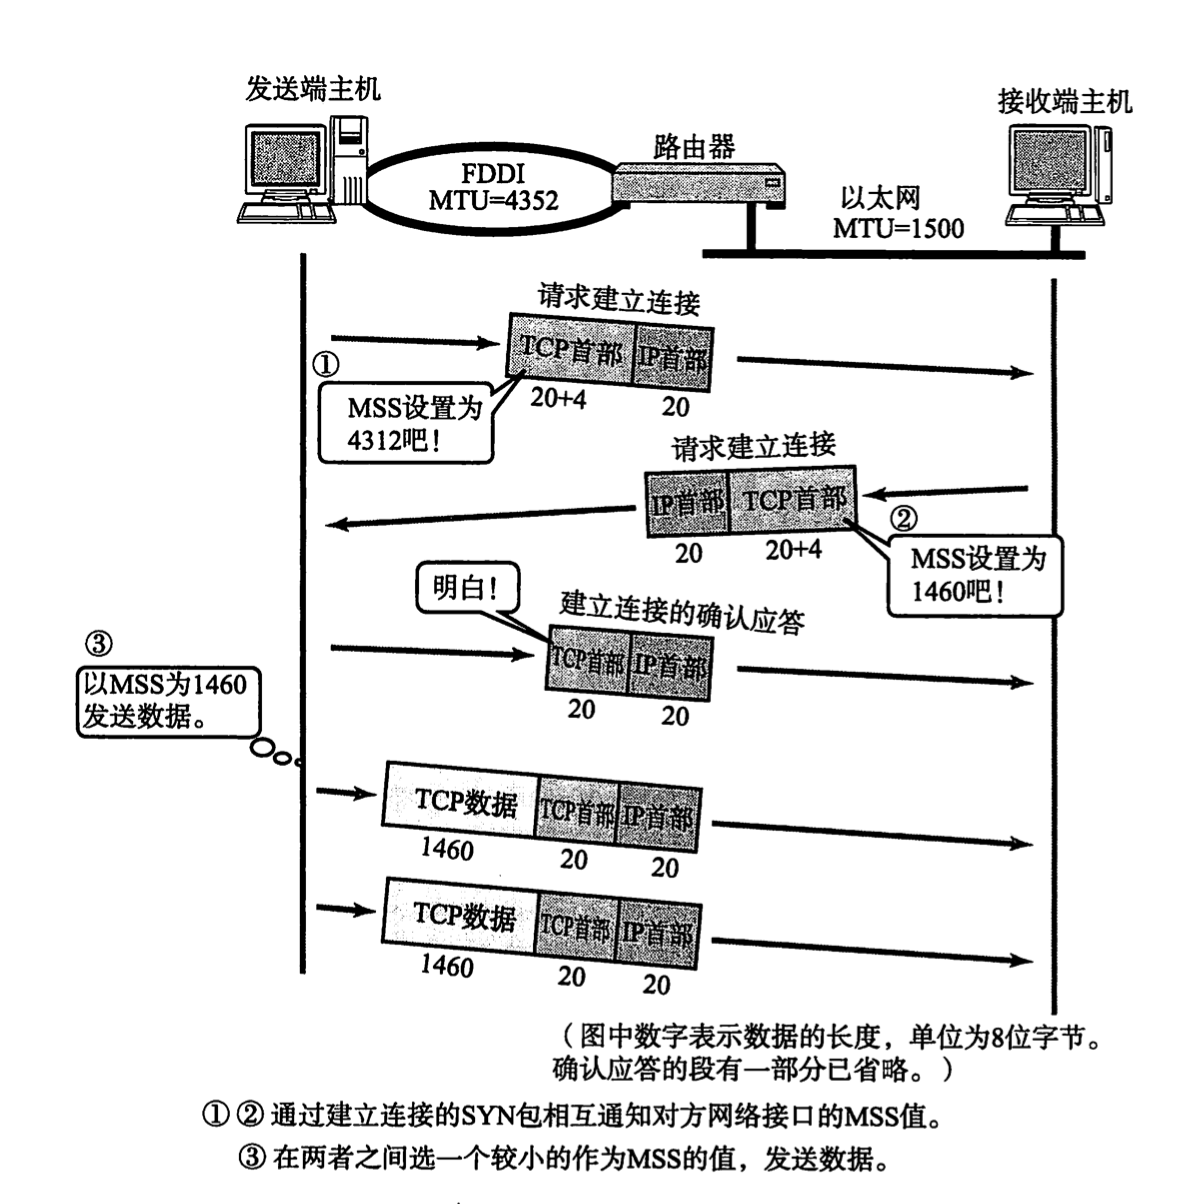 发送端主机
接收端主机
路由器
FDDI
MTU=4352
以太网
MTU=1500
请求建立连接
TCP首部 IP首部
20+4 20
①
MSS设置为
4312吧！
请求建立连接
IP首部 TCP首部
20 20+4
②
MSS设置为
1460吧！
明白！
建立连接的确认应答
TCP首部 IP首部
20 20
③
以MSS为1460
发送数据。
TCP数据 TCP首部 IP首部
1460 20 20
TCP数据 TCP首部 IP首部
1460 20 20
（图中数字表示数据的长度，单位为8位字节。
确认应答的段有一部分已省略。）
①②通过建立连接的SYN包相互通知对方网络接口的MSS值。
③在两者之间选一个较小的作为MSS的值，发送数据。